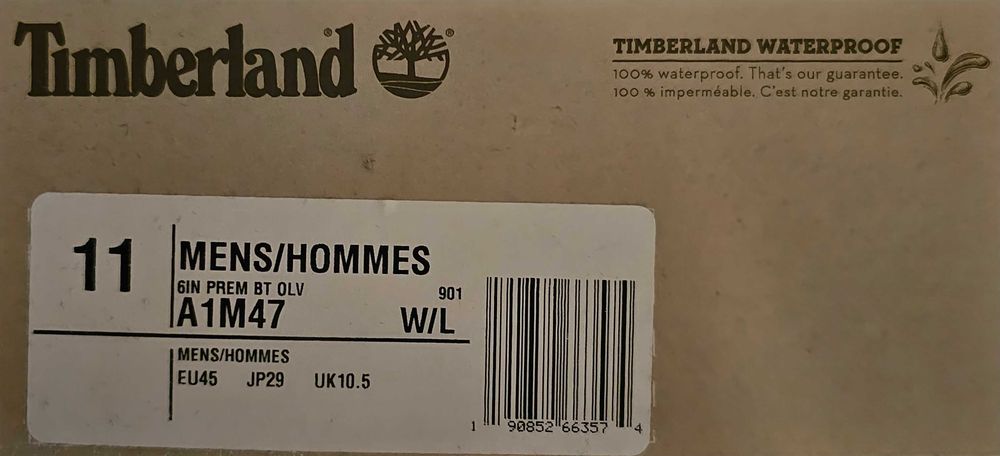 Timberland®
TIMBERLAND WATERPROOF
100% waterproof. That's our guarantee.
100 % imperméable. C'est notre garantie.
11
MENS/HOMMES
6IN PREM BT OLV
901
A1M47
W/L
MENS/HOMMES
EU45 JP29 UK10.5
1 90852 66357 4